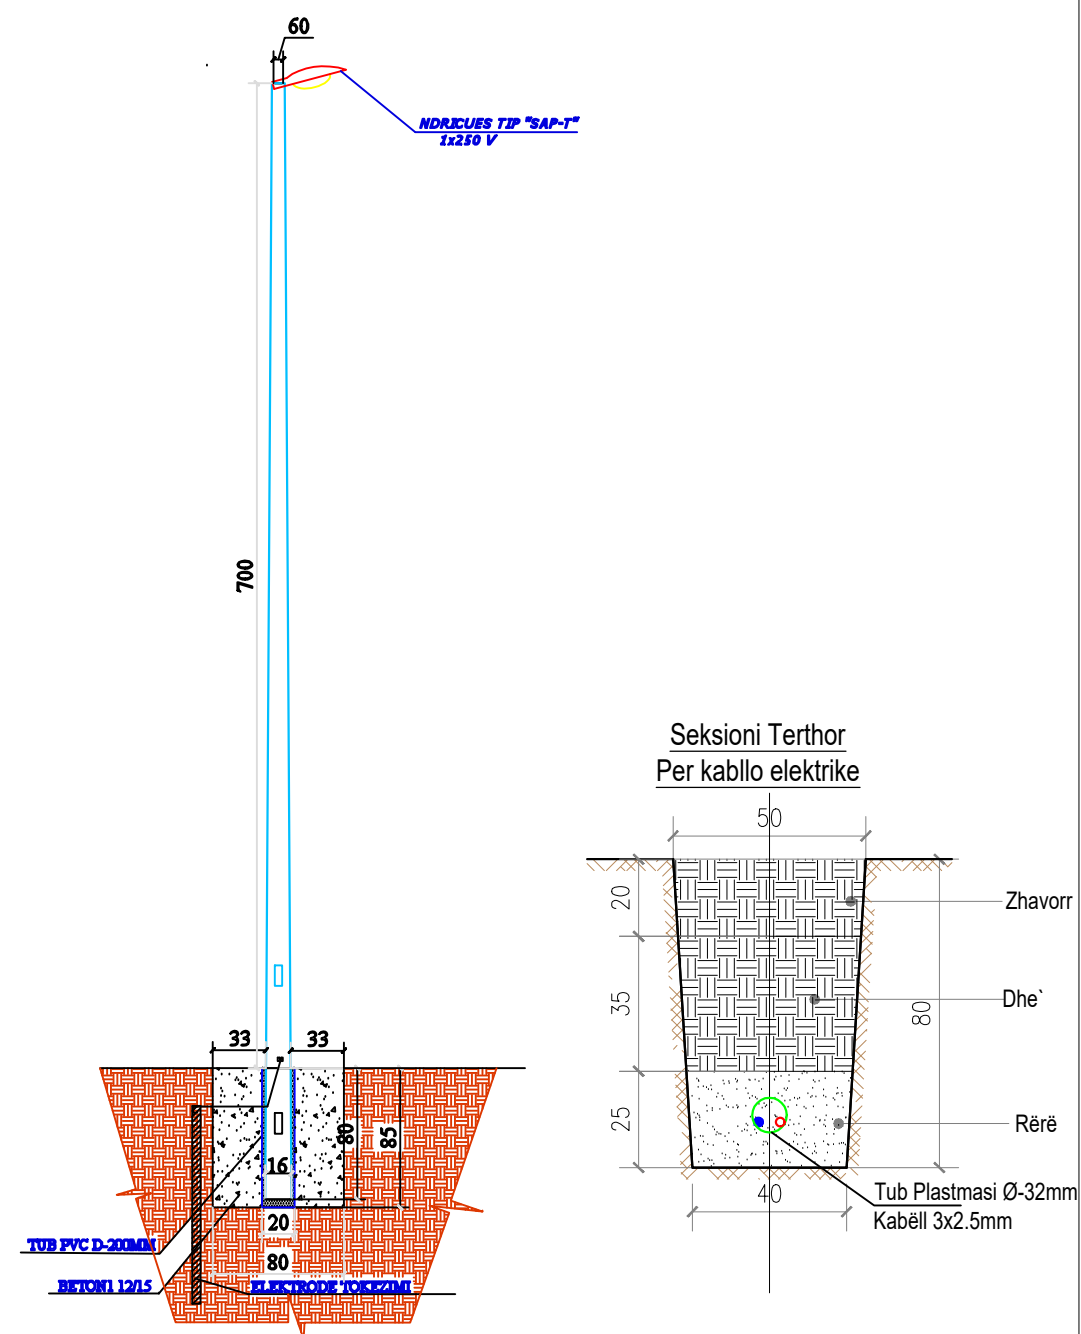 60
NDRICUES TIP "SAP-T"
1x250 V
700
33
33
80
85
16
20
80
TUB PVC D-200MM
BETON1 12/15
ELEKTRODE TOKEZIMI
Seksioni Terthor
Per kabllo elektrike
50
20
Zhavorr
35
Dhe`
80
25
Rërë
40
Tub Plastmasi Ø-32mm
Kabëll 3x2.5mm